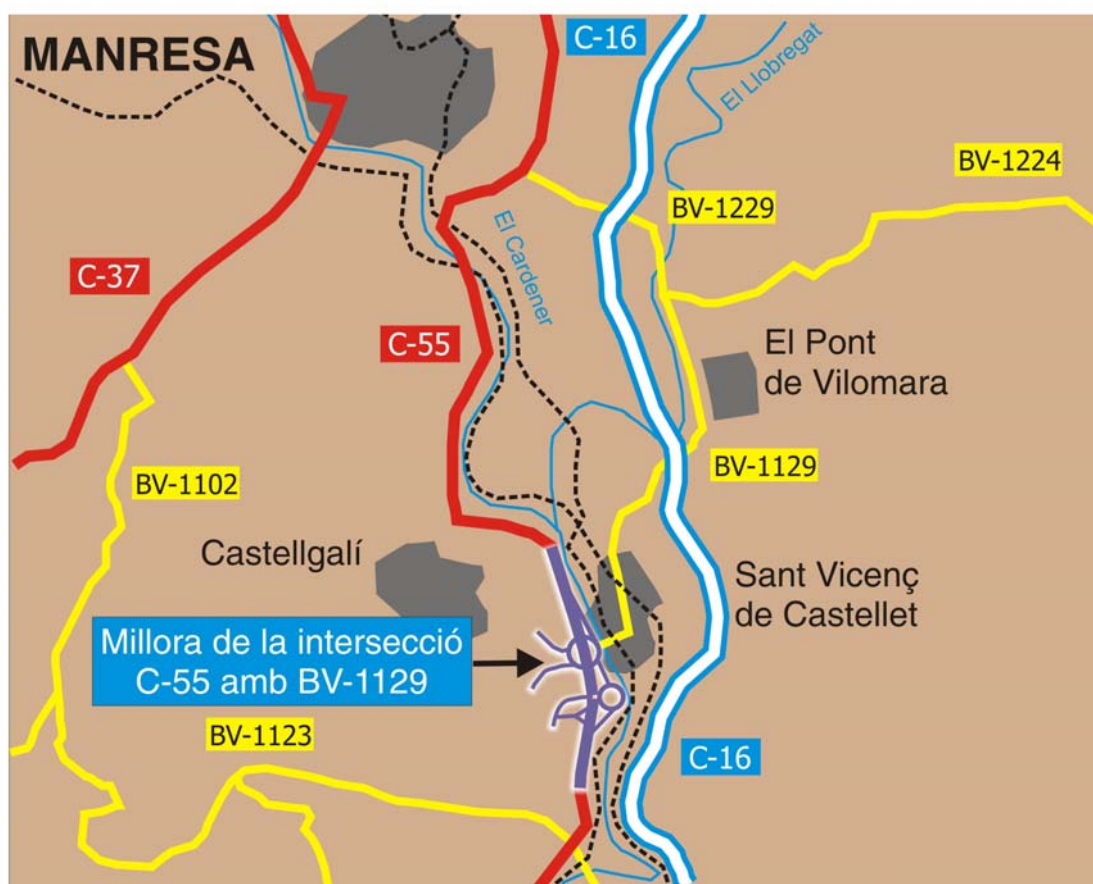 C-16
MANRESA
El Llobregat
BV-1224
BV-1229
El Cardener
C-37
C-55
El Pont
de Vilomara
BV-1129
BV-1102
Castellgalí
Sant Vicenç
de Castellet
Millora de la intersecció
C-55 amb BV-1129
BV-1123
C-16